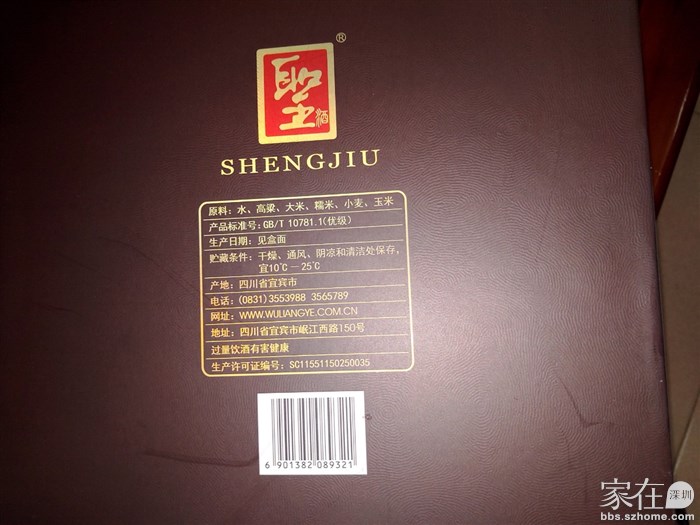 ®
聖
酒
SHENGJIU
原料：水、高粱、大米、糯米、小麦、玉米
产品标准号：GB/T 10781.1(优级)
生产日期：见盒面
贮藏条件：干燥、通风、阴凉和清洁处保存，
宜10℃－25℃
产地：四川省宜宾市
电话：(0831)3553988 3565789
网址：WWW.WULIANGYE.COM.CN
地址：四川省宜宾市岷江西路150号
过量饮酒有害健康
生产许可证编号：SC11551150250035
6 901382 089321
家在 深圳
bbs.szhome.com